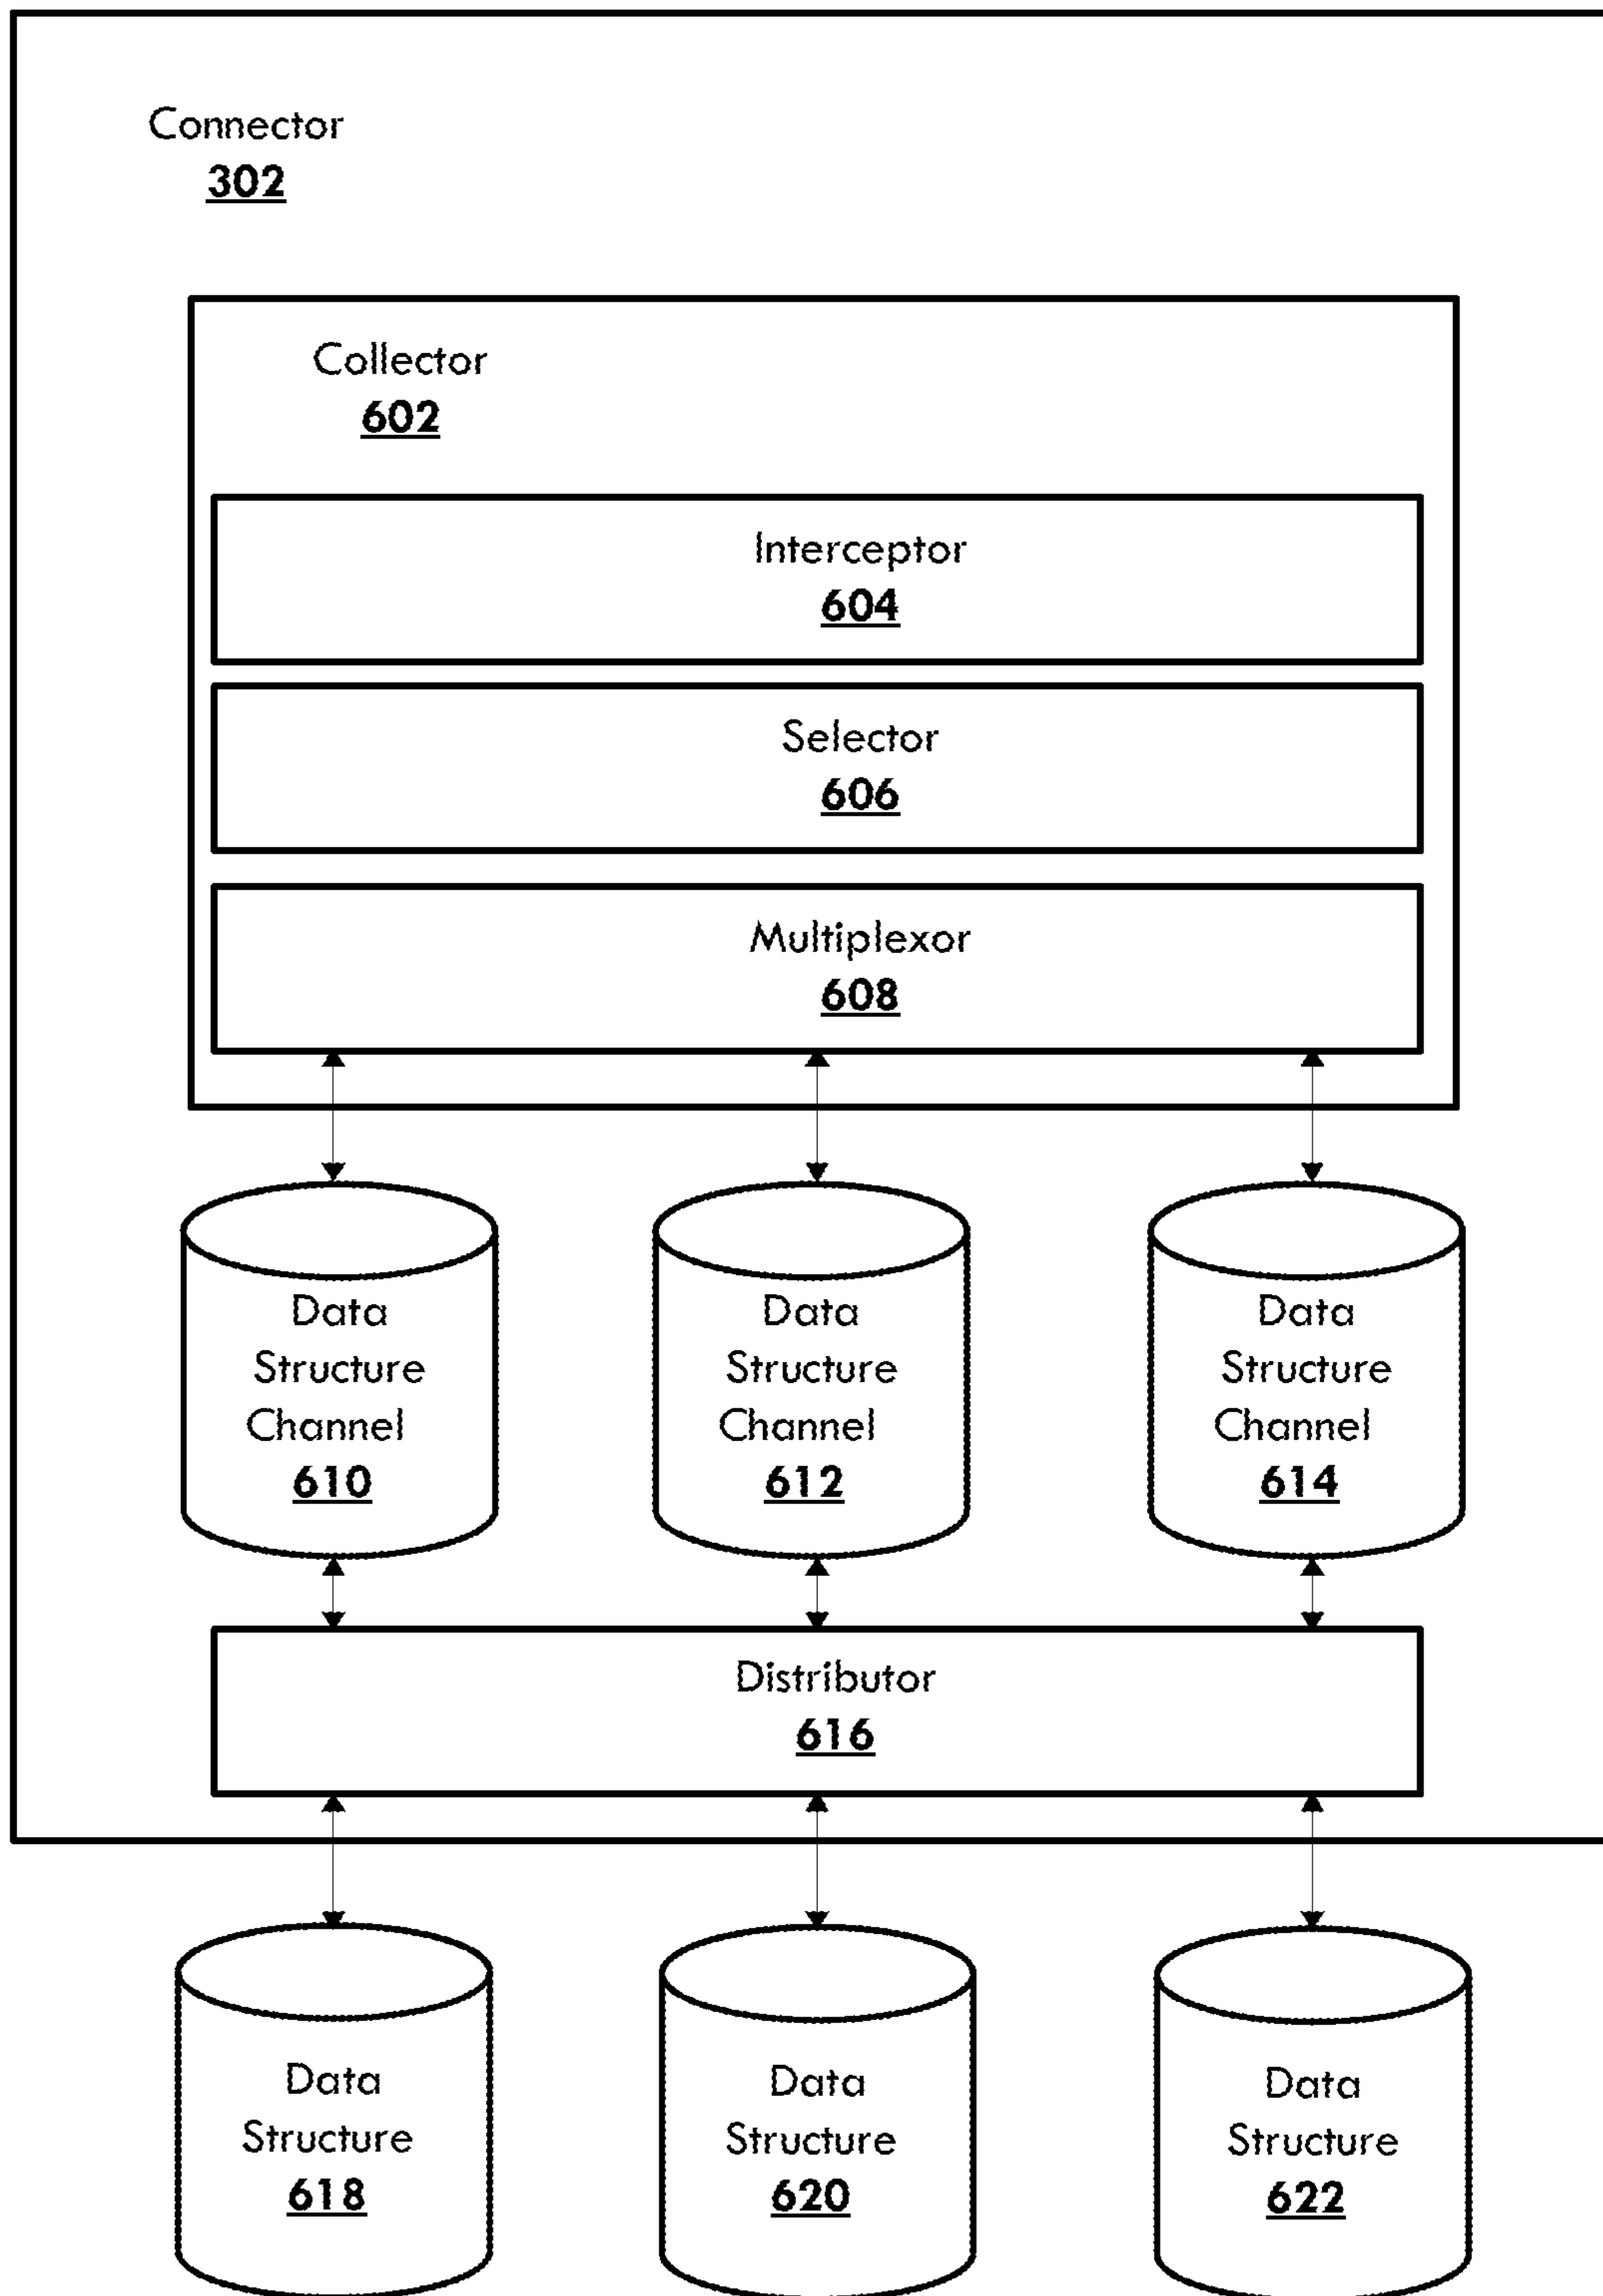 Connector
302
Collector
602
Interceptor
604
Selector
606
Multiplexor
608
Data
Structure
Channel
610
Data
Structure
Channel
612
Data
Structure
Channel
614
Distributor
616
Data
Structure
618
Data
Structure
620
Data
Structure
622